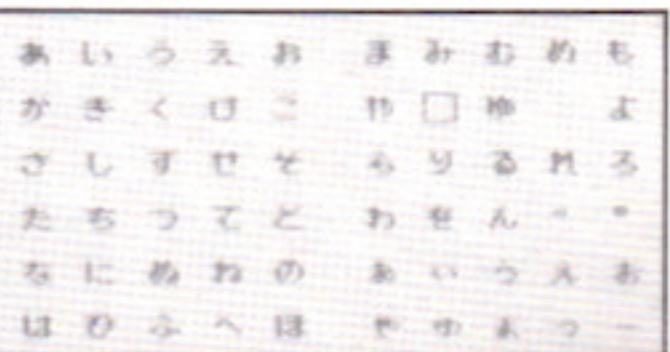 あ い う え お ま み む め も
か き く け こ や □ ゆ よ
さ し す せ そ ら り る れ ろ
た ち つ て と わ を ん ゛ ゜
な に ぬ ね の ぁ ぃ ぅ ぇ ぉ
は ひ ふ へ ほ ゃ ゅ ょ っ ー